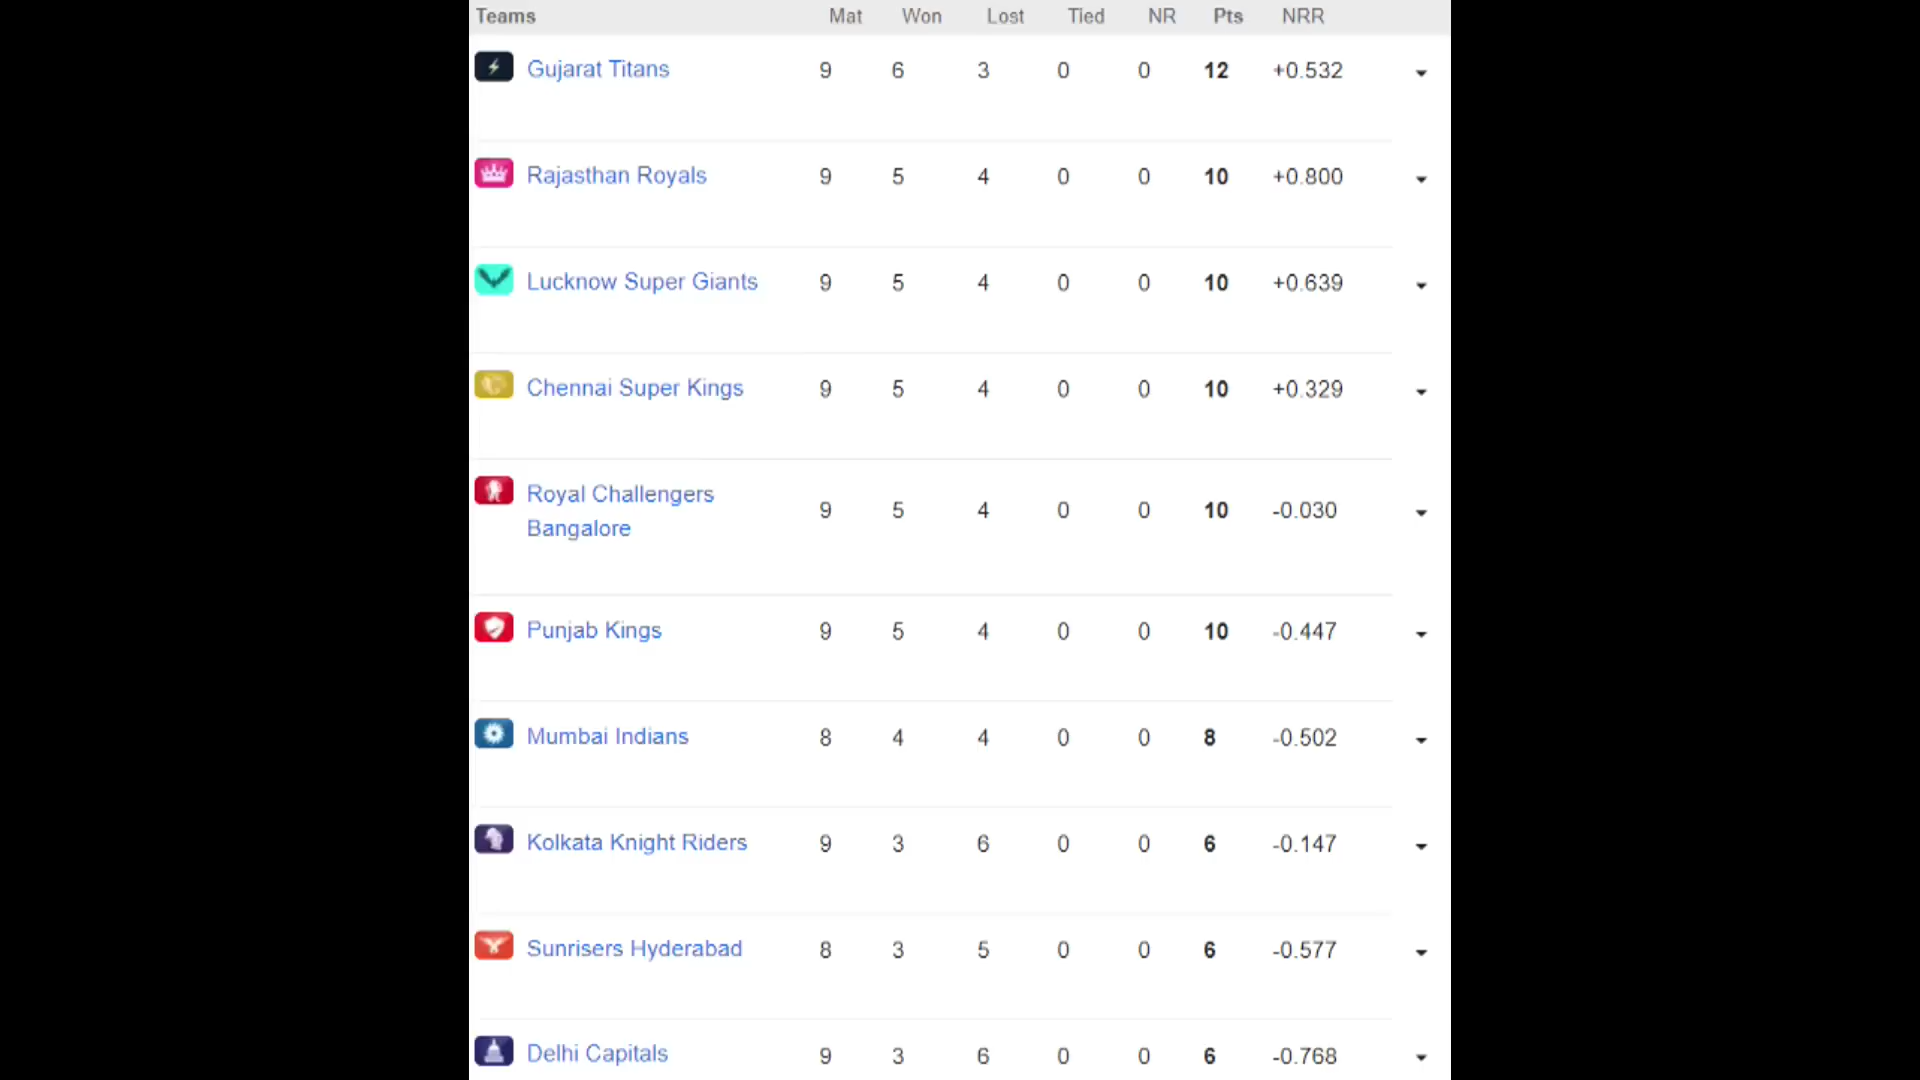 Teams Mat Won Lost Tied NR Pts NRR
Gujarat Titans 9 6 3 0 0 12 +0.532
Rajasthan Royals 9 5 4 0 0 10 +0.800
Lucknow Super Giants 9 5 4 0 0 10 +0.639
Chennai Super Kings 9 5 4 0 0 10 +0.329
Royal Challengers
Bangalore 9 5 4 0 0 10 -0.030
Punjab Kings 9 5 4 0 0 10 -0.447
Mumbai Indians 8 4 4 0 0 8 -0.502
Kolkata Knight Riders 9 3 6 0 0 6 -0.147
Sunrisers Hyderabad 8 3 5 0 0 6 -0.577
Delhi Capitals 9 3 6 0 0 6 -0.768